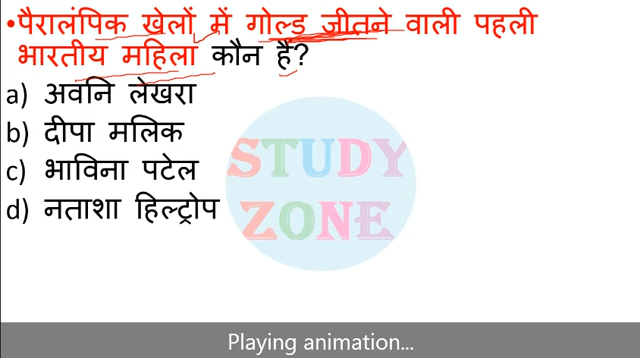 •पैरालंपिक खेलों में गोल्ड जीतने वाली पहली
भारतीय महिला कौन हैं?
a) अवनि लेखरा
b) दीपा मलिक
c) भाविना पटेल
d) नताशा हिल्ट्रोप
STUDY
ZONE
Playing animation...